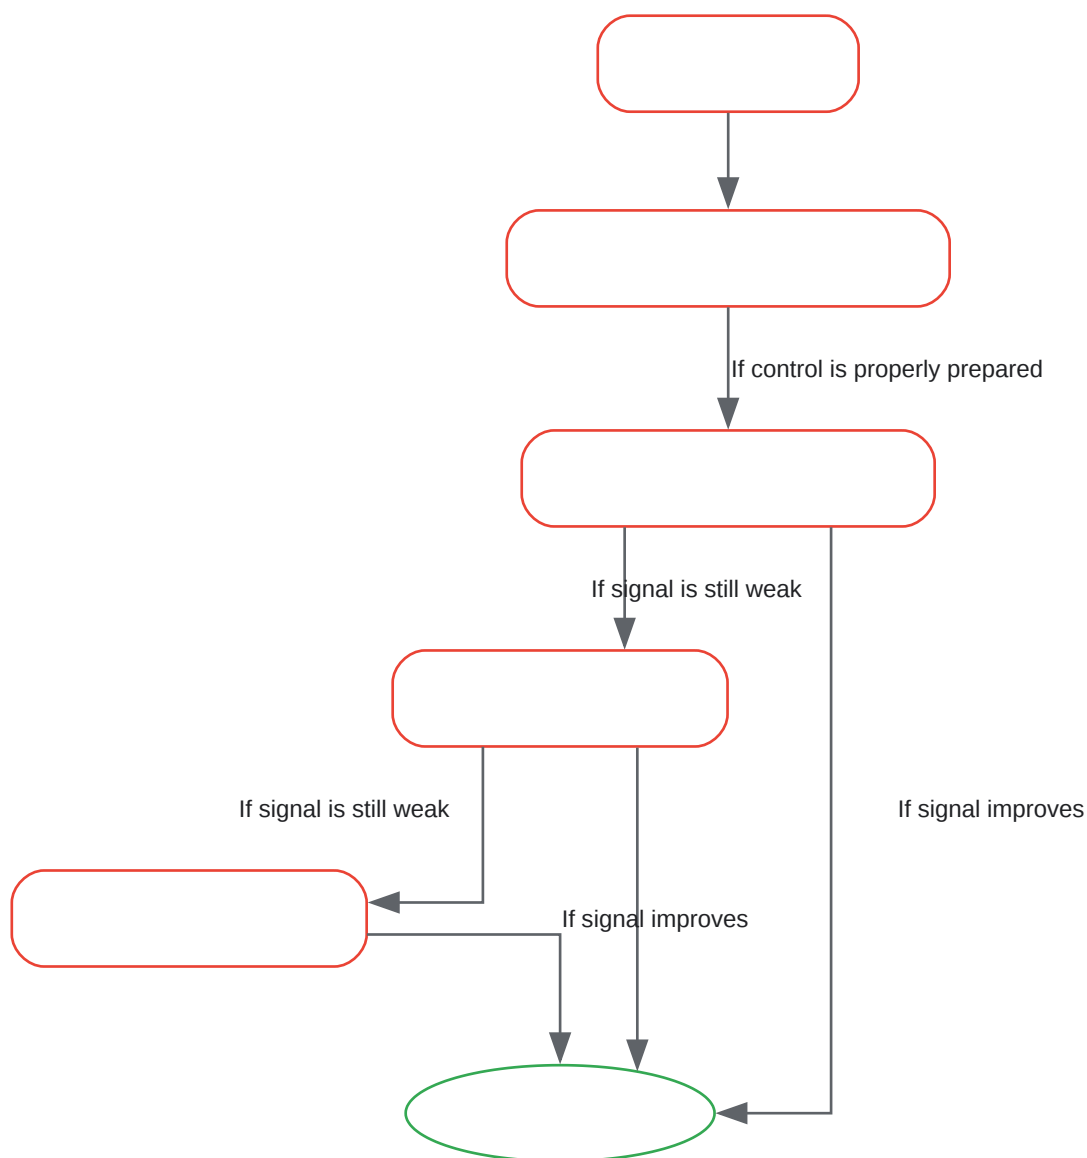 If control is properly prepared
If signal is still weak
If signal is still weak
If signal improves
If signal improves